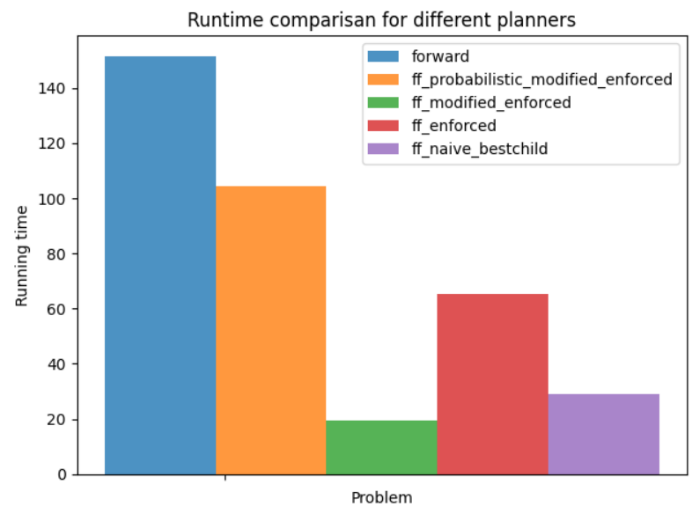 Runtime comparisan for different planners
forward
ff_probabilistic_modified_enforced
ff_modified_enforced
ff_enforced
ff_naive_bestchild
140
120
100
80
60
40
20
0
Running time
Problem